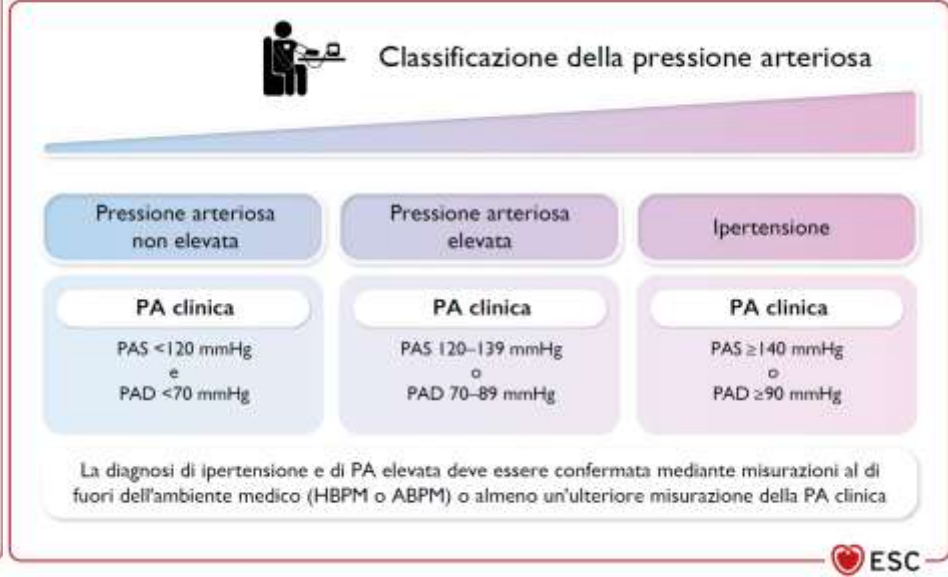 Classificazione della pressione arteriosa
Pressione arteriosa
non elevata
PA clinica
PAS <120 mmHg
e
PAD <70 mmHg
Pressione arteriosa
elevata
PA clinica
PAS 120–139 mmHg
o
PAD 70–89 mmHg
Ipertensione
PA clinica
PAS ≥140 mmHg
o
PAD ≥90 mmHg
La diagnosi di ipertensione e di PA elevata deve essere confermata mediante misurazioni al di
fuori dell'ambiente medico (HBPM o ABPM) o almeno un'ulteriore misurazione della PA clinica
ESC